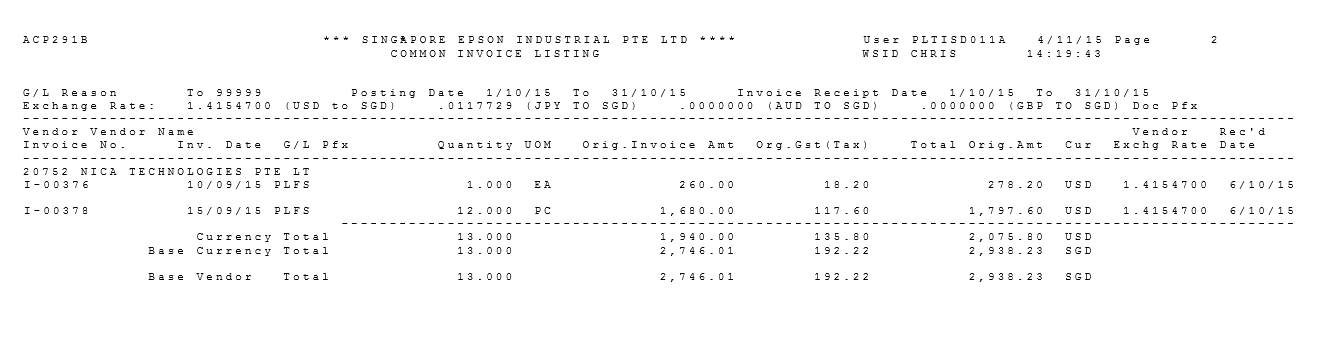 ACP291B *** SINGAPORE EPSON INDUSTRIAL PTE LTD **** User PLTISD011A 4/11/15 Page 2
COMMON INVOICE LISTING WSID CHRIS 14:19:43
G/L Reason To 99999 Posting Date 1/10/15 To 31/10/15 Invoice Receipt Date 1/10/15 To 31/10/15
Exchange Rate: 1.4154700 (USD to SGD) .0117729 (JPY TO SGD) .0000000 (AUD TO SGD) .0000000 (GBP TO SGD) Doc Pfx
Vendor Vendor Name Vendor Rec'd
Invoice No. Inv. Date G/L Pfx Quantity UOM Orig.Invoice Amt Org.Gst(Tax) Total Orig.Amt Cur Exchg Rate Date
20752 NICA TECHNOLOGIES PTE LT
I-00376 10/09/15 PLFS 1.000 EA 260.00 18.20 278.20 USD 1.4154700 6/10/15
I-00378 15/09/15 PLFS 12.000 PC 1,680.00 117.60 1,797.60 USD 1.4154700 6/10/15
Currency Total 13.000 1,940.00 135.80 2,075.80 USD
Base Currency Total 13.000 2,746.01 192.22 2,938.23 SGD
Base Vendor Total 13.000 2,746.01 192.22 2,938.23 SGD